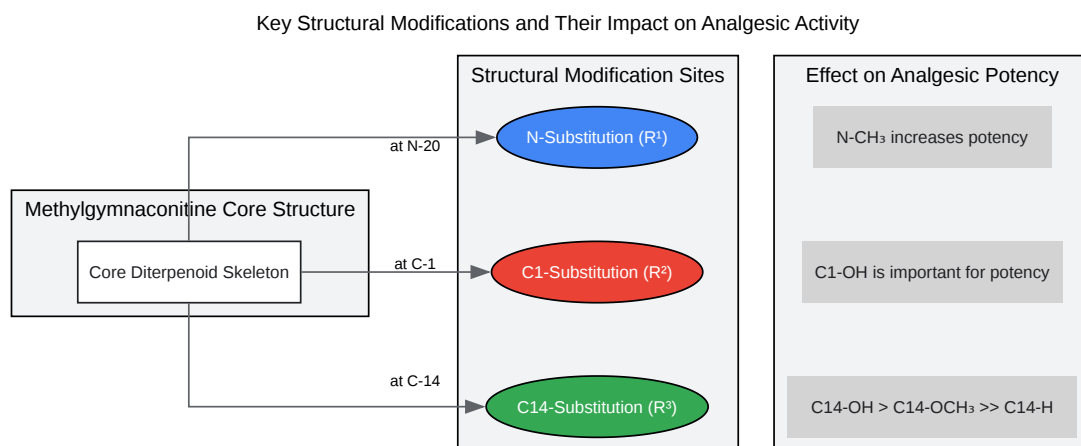 Key Structural Modifications and Their Impact on Analgesic Activity
Structural Modification Sites
Effect on Analgesic Potency
N-Substitution (R¹)
N-CH₃ increases potency
at N-20
Methylgymnaconitine Core Structure
Core Diterpenoid Skeleton
at C-1
C1-Substitution (R²)
C1-OH is important for potency
at C-14
C14-Substitution (R³)
C14-OH > C14-OCH₃ >> C14-H